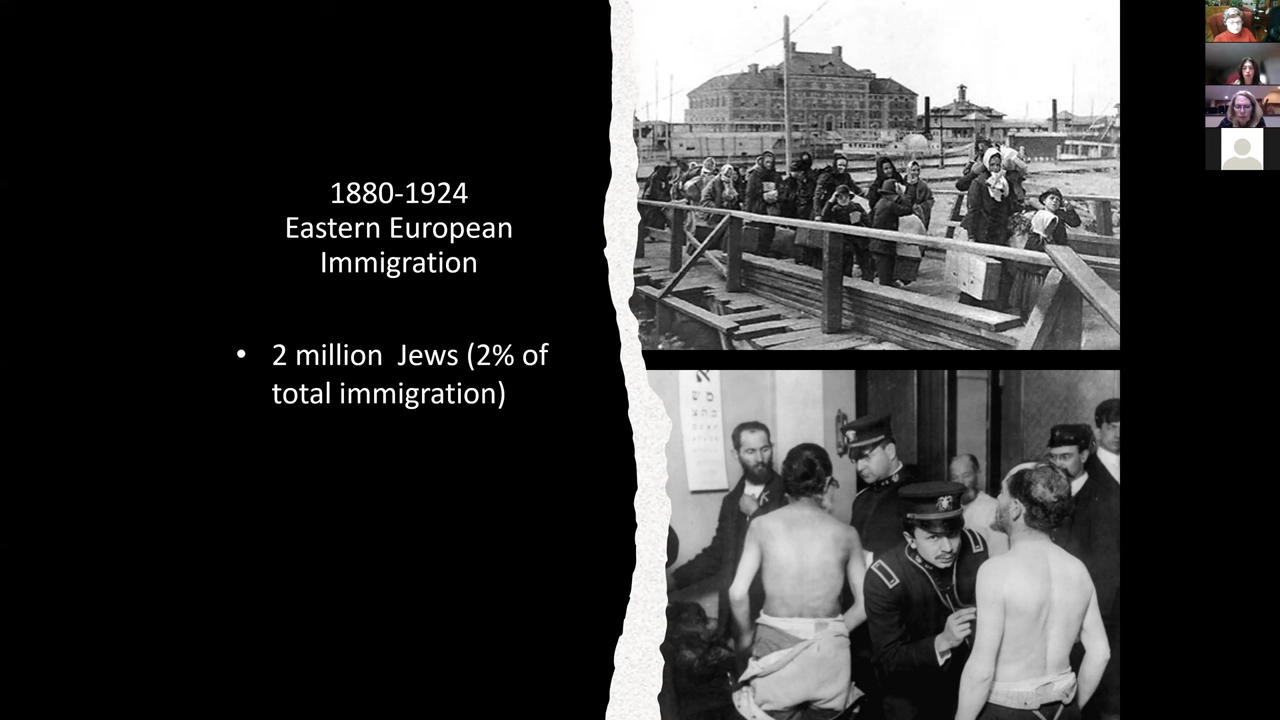 1880-1924
Eastern European
Immigration
• 2 million  Jews (2% of
total immigration)
א